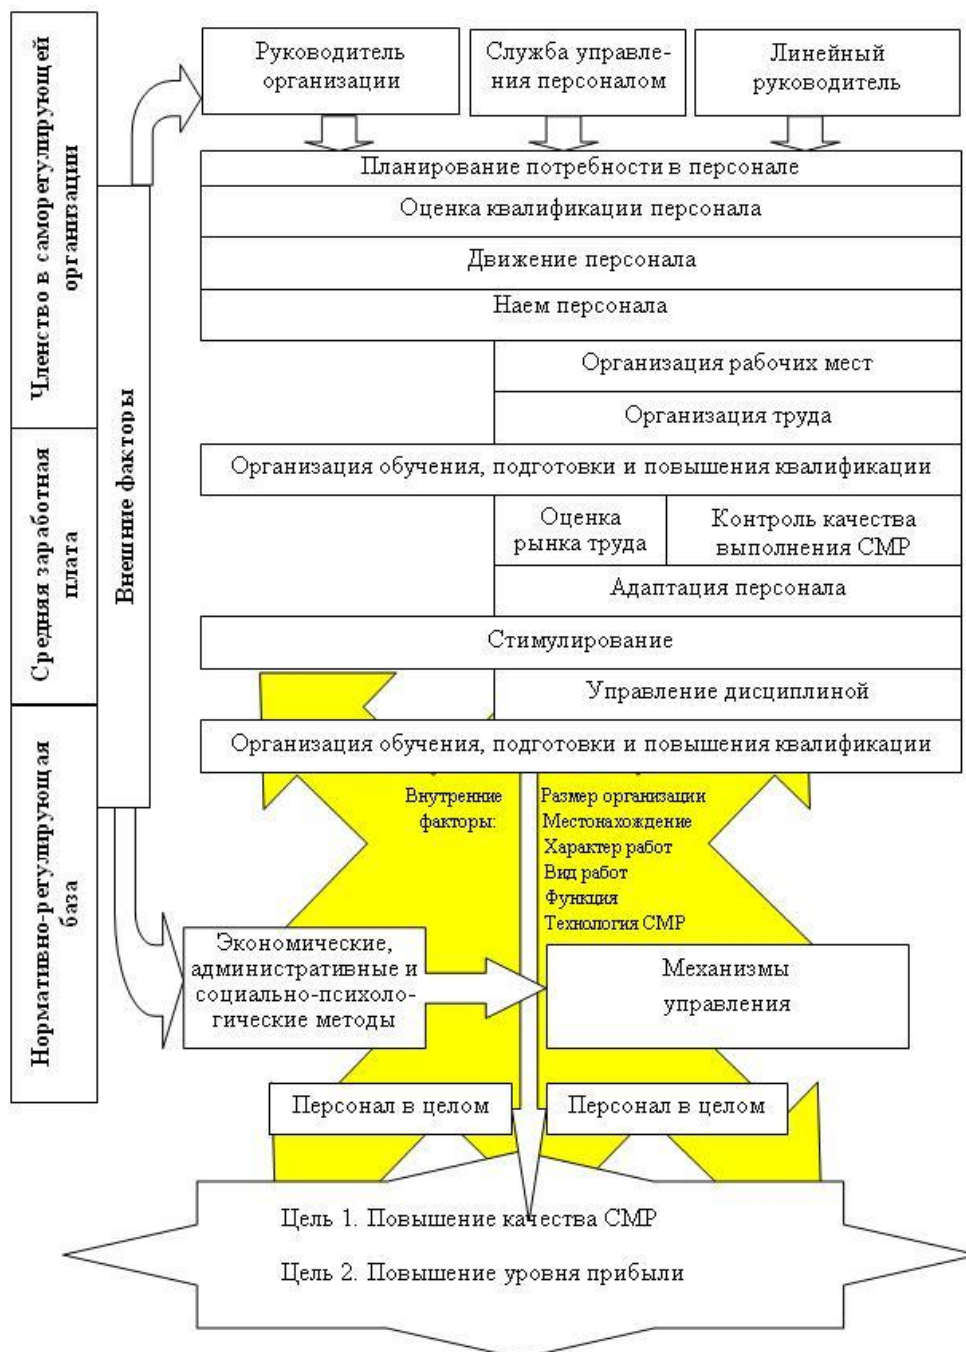 Членство в саморегулирующей
организации
Средняя заработная
плата
Нормативно-регулирующая
база
Внешние факторы
Руководитель
организации
Служба управле-
ния персоналом
Линейный
руководитель
Планирование потребности в персонале
Оценка квалификации персонала
Движение персонала
Наем персонала
Организация рабочих мест
Организация труда
Организация обучения, подготовки и повышения квалификации
Оценка
рынка труда
Контроль качества
выполнения СМР
Адаптация персонала
Стимулирование
Управление дисциплиной
Организация обучения, подготовки и повышения квалификации
Внутренние
факторы:
Размер организации
Местонахождение
Характер работ
Вид работ
Функция
Технология СМР
Экономические,
административные и
социально-психоло-
гические методы
Механизмы
управления
Персонал в целом
Персонал в целом
Цель 1. Повышение качества СМР
Цель 2. Повышение уровня прибыли